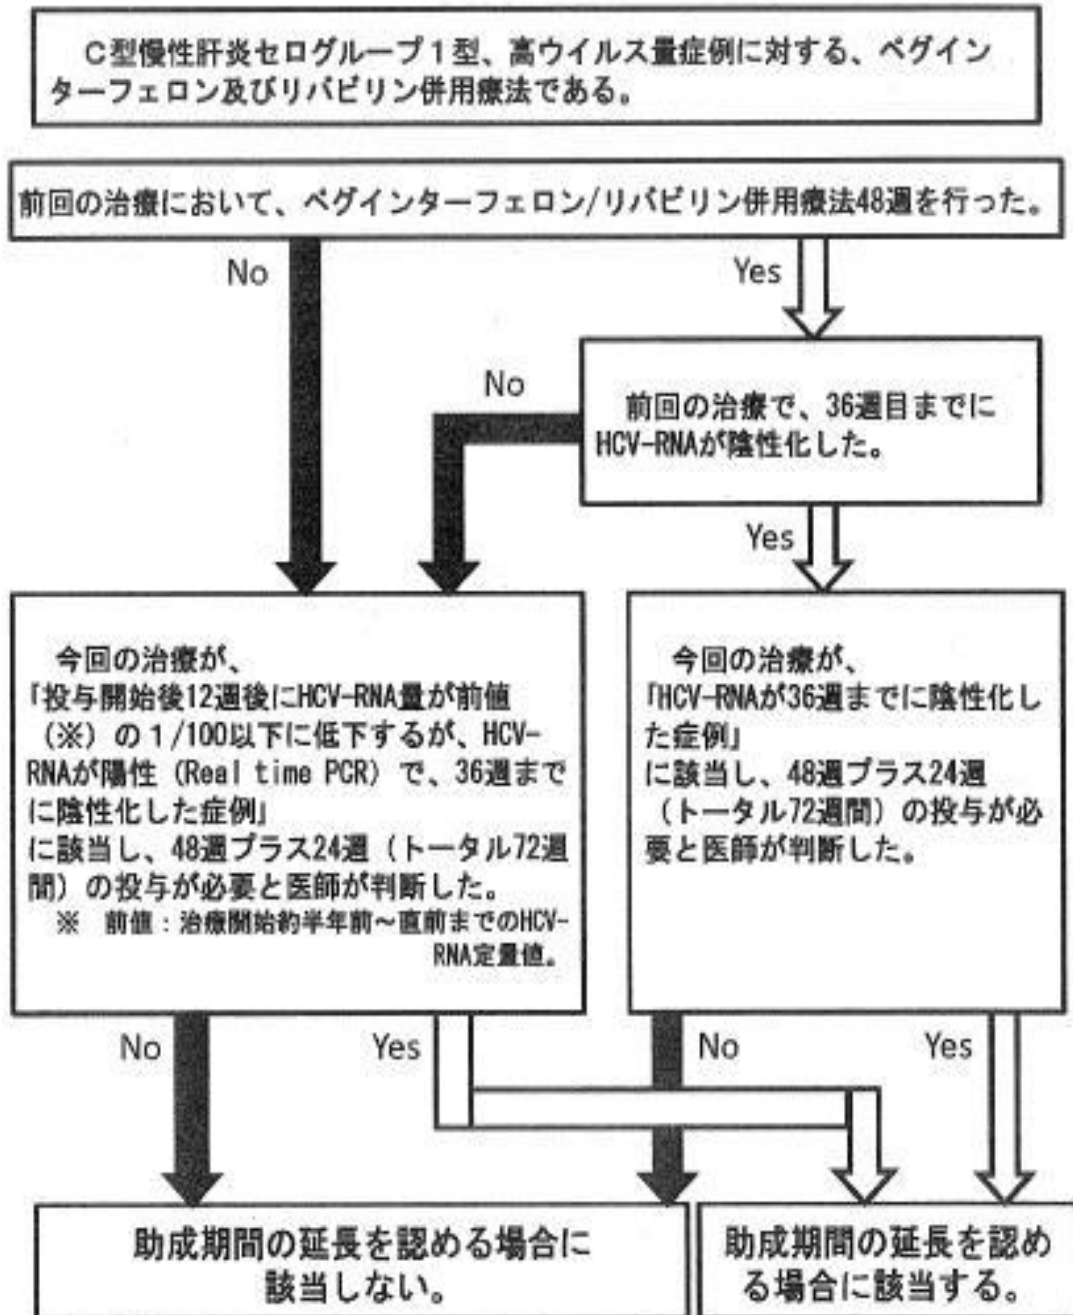 C型慢性肝炎セログループ１型、高ウイルス量症例に対する、ペグイン
ターフェロン及びリバビリン併用療法である。
前回の治療において、ペグインターフェロン/リバビリン併用療法48週を行った。
No
Yes
No
前回の治療で、36週目までに
HCV-RNAが陰性化した。
Yes
今回の治療が、
「投与開始後12週後にHCV-RNA量が前値
（※）の１/100以下に低下するが、HCV-
RNAが陽性（Real time PCR）で、36週まで
に陰性化した症例」
に該当し、48週プラス24週（トータル72週
間）の投与が必要と医師が判断した。
※　前値：治療開始約半年前～直前までのHCV-
RNA定量値。
今回の治療が、
「HCV-RNAが36週までに陰性化し
た症例」
に該当し、48週プラス24週
（トータル72週間）の投与が必
要と医師が判断した。
No
Yes
No
Yes
助成期間の延長を認める場合に
該当しない。
助成期間の延長を認め
る場合に該当する。